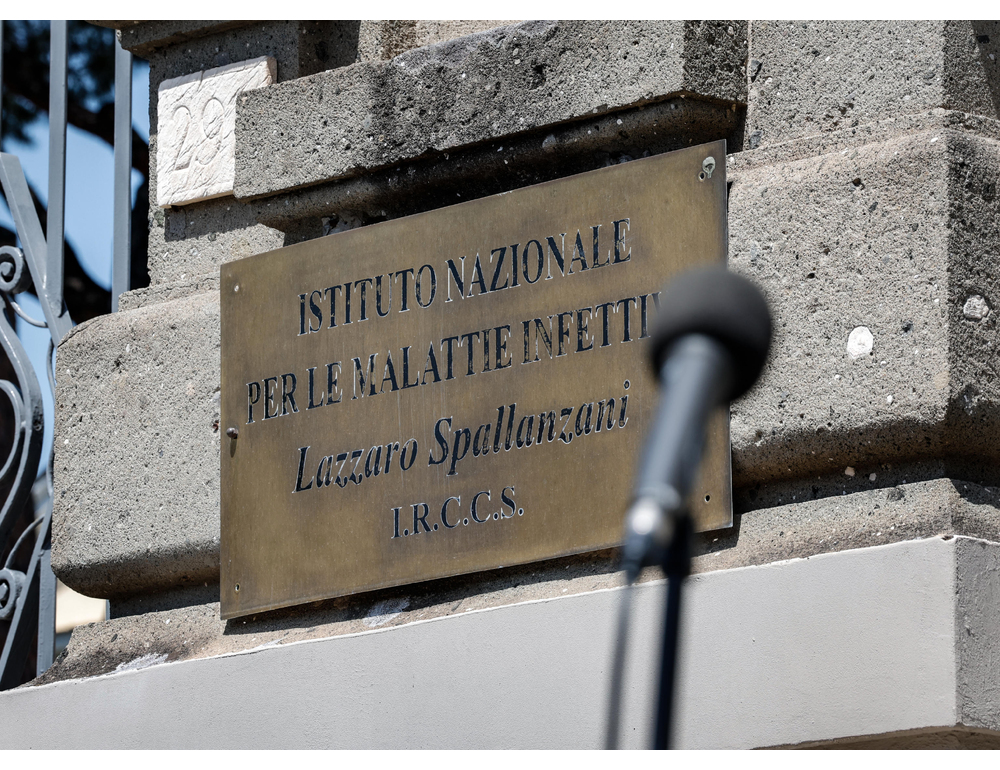 29
ISTITUTO NAZIONALE
PER LE MALATTIE INFETTIV
Lazzaro Spallanzani
I.R.C.C.S.